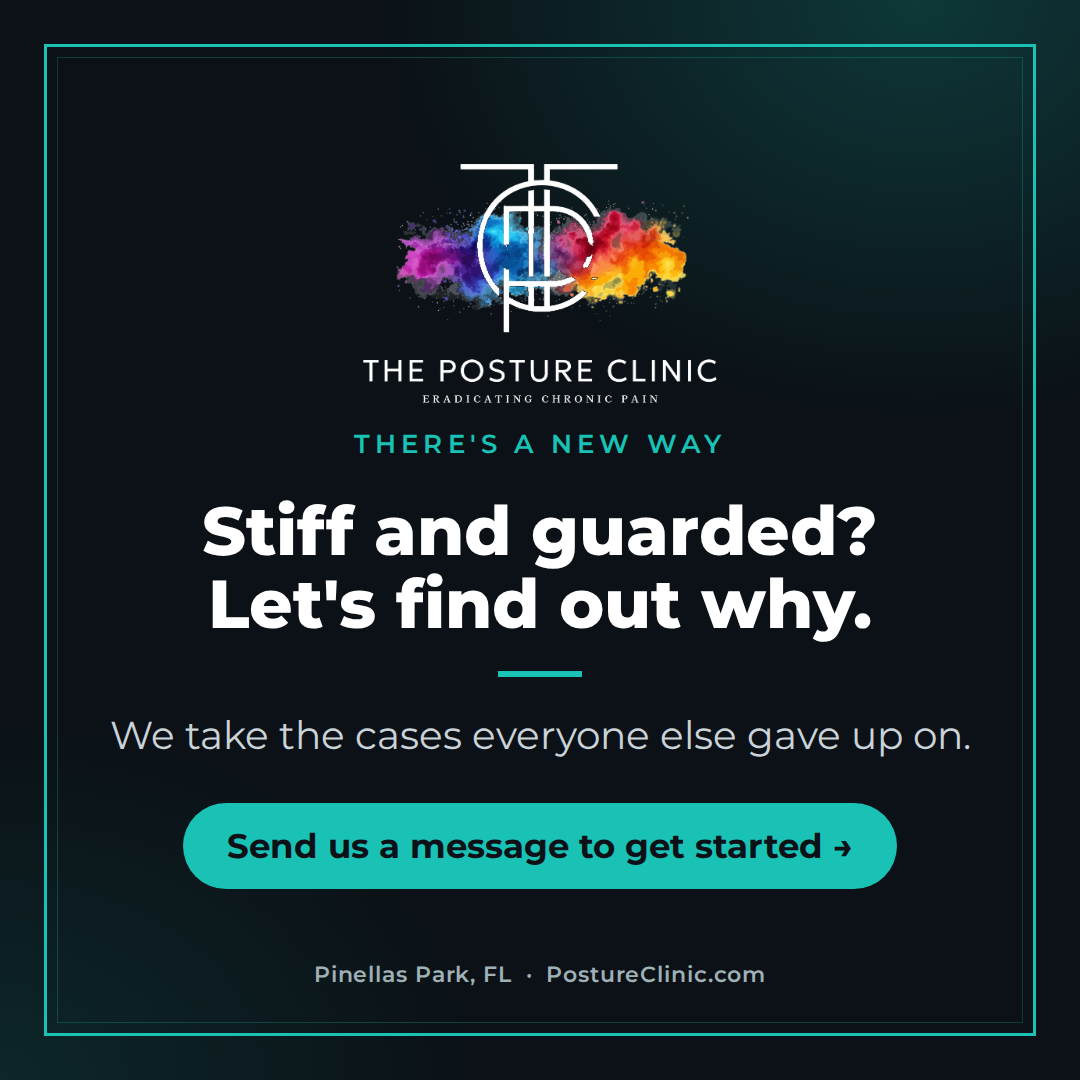 THE POSTURE CLINIC
ERADICATING CHRONIC PAIN
THERE'S A NEW WAY
Stiff and guarded?
Let's find out why.
We take the cases everyone else gave up on.
Send us a message to get started →
Pinellas Park, FL · PostureClinic.com